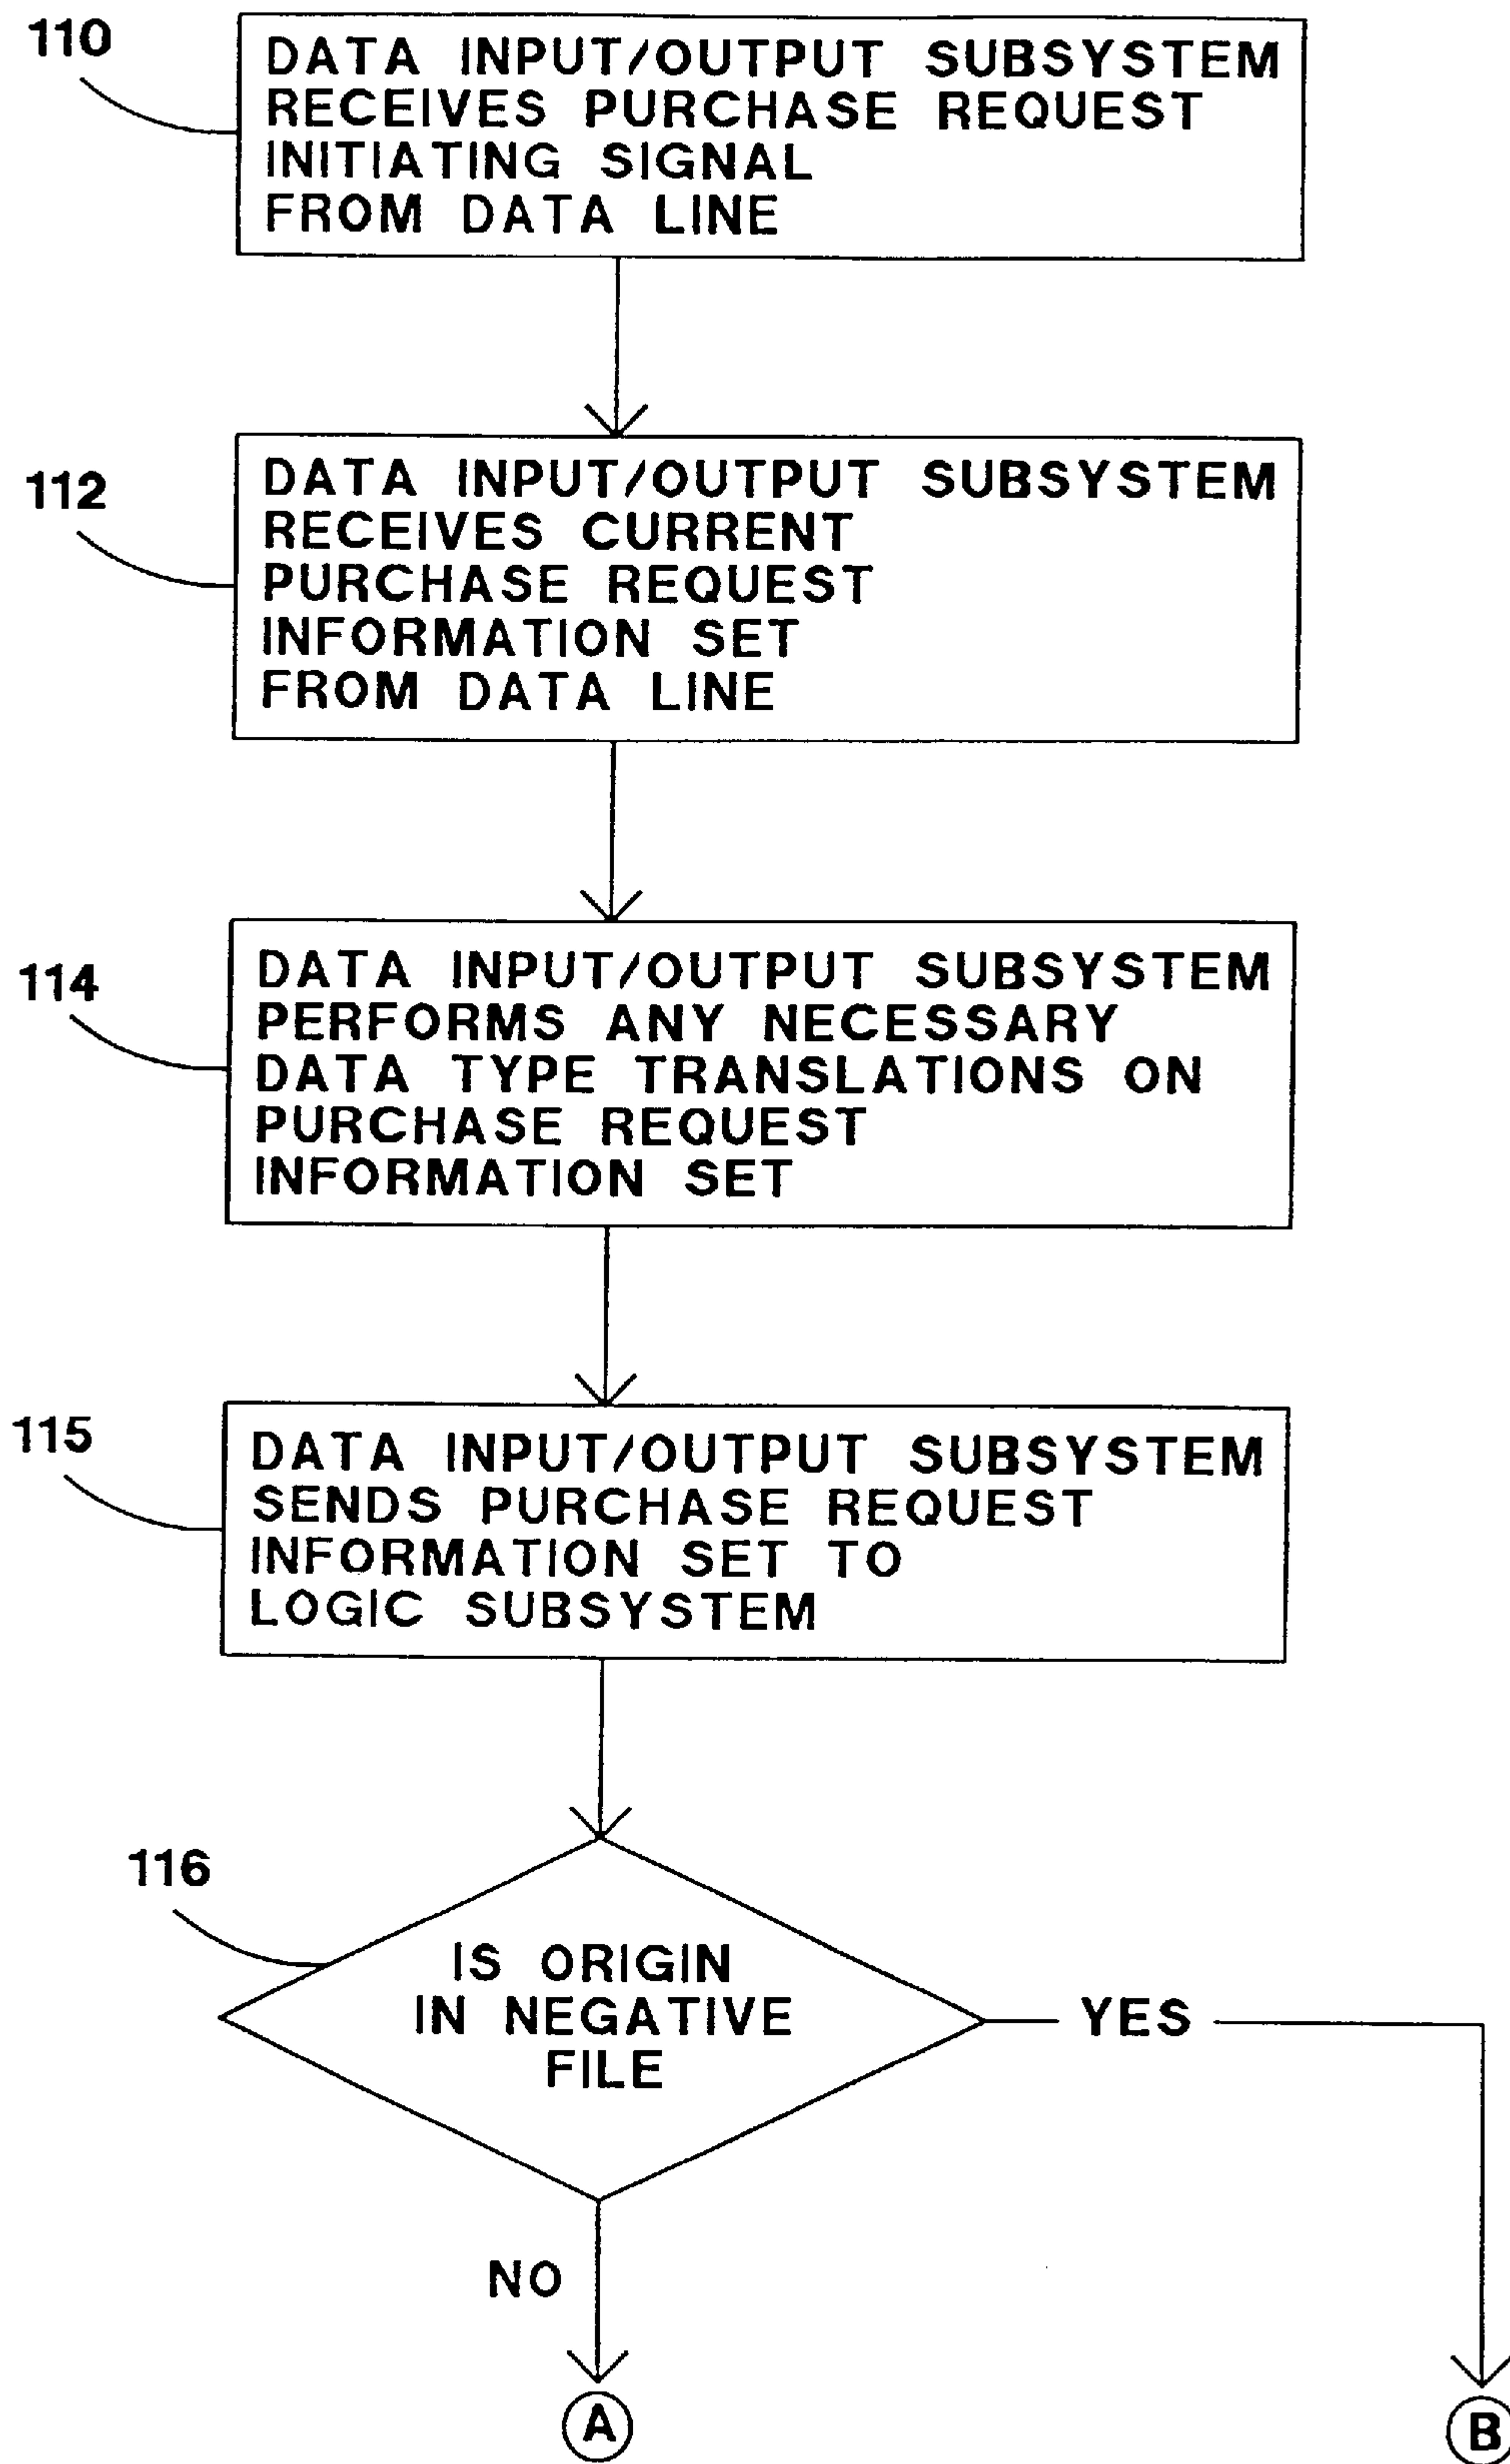 110
DATA INPUT/OUTPUT SUBSYSTEM
RECEIVES PURCHASE REQUEST
INITIATING SIGNAL
FROM DATA LINE
112
DATA INPUT/OUTPUT SUBSYSTEM
RECEIVES CURRENT
PURCHASE REQUEST
INFORMATION SET
FROM DATA LINE
114
DATA INPUT/OUTPUT SUBSYSTEM
PERFORMS ANY NECESSARY
DATA TYPE TRANSLATIONS ON
PURCHASE REQUEST
INFORMATION SET
115
DATA INPUT/OUTPUT SUBSYSTEM
SENDS PURCHASE REQUEST
INFORMATION SET TO
LOGIC SUBSYSTEM
116
IS ORIGIN
IN NEGATIVE
FILE
YES
NO
A
B